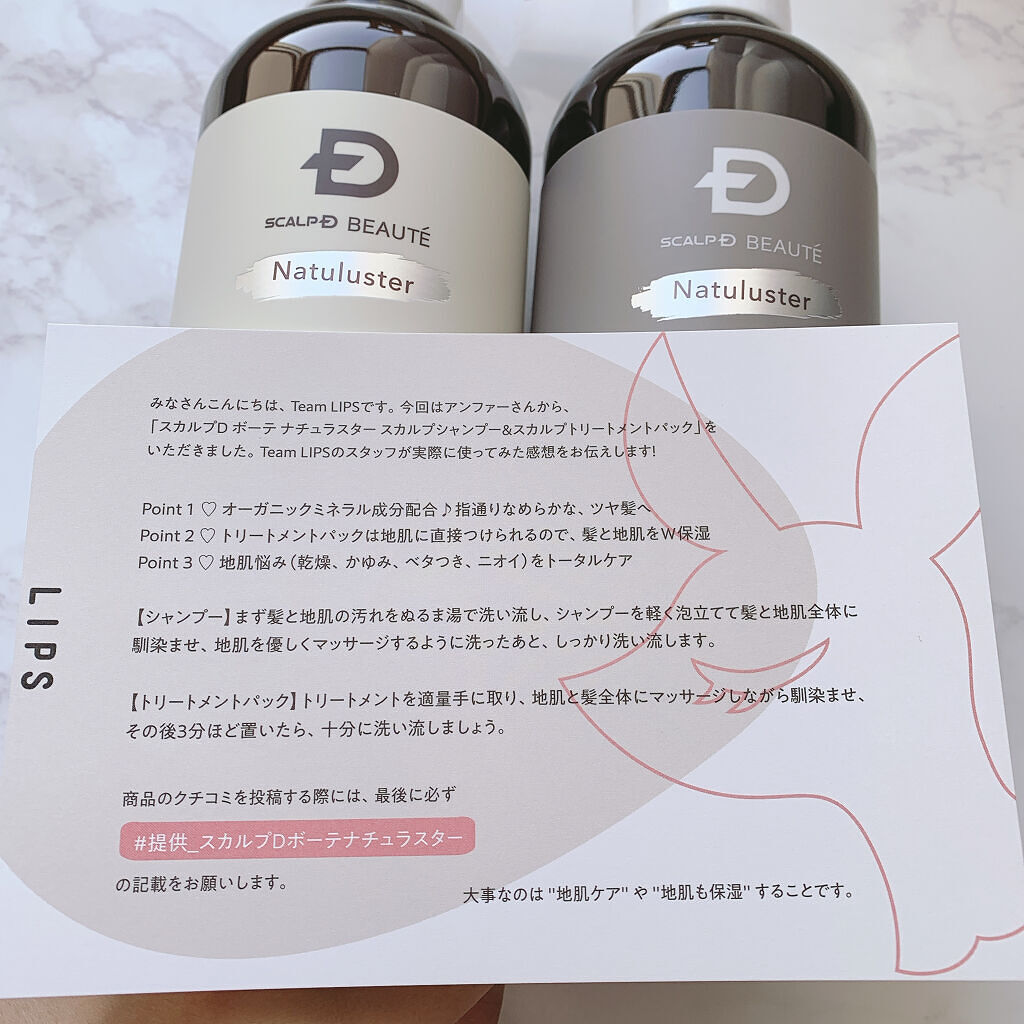 SCALP-D BEAUTÉ
Natuluster
SCALP-D BEAUTÉ
Natuluster
みなさんこんにちは、Team LIPSです。今回はアンファーさんから、
「スカルプD ボーテ ナチュラスター スカルプシャンプー&スカルプトリートメントパック」を
いただきました。Team LIPSのスタッフが実際に使ってみた感想をお伝えします!
Point 1 ♡ オーガニックミネラル成分配合♪指通りなめらかな、ツヤ髪へ
Point 2 ♡ トリートメントパックは地肌に直接つけられるので、髪と地肌をW保湿
Point 3 ♡ 地肌悩み(乾燥、かゆみ、ベタつき、ニオイ)をトータルケア
【シャンプー】まず髪と地肌の汚れをぬるま湯で洗い流し、シャンプーを軽く泡立てて髪と地肌全体に
馴染ませ、地肌を優しくマッサージするように洗ったあと、しっかり洗い流します。
【トリートメントパック】トリートメントを適量手に取り、地肌と髪全体にマッサージしながら馴染ませ、
その後3分ほど置いたら、十分に洗い流しましょう。
商品のクチコミを投稿する際には、最後に必ず
#提供_スカルプDボーテナチュラスター
の記載をお願いします。
大事なのは"地肌ケア"や"地肌も保湿"することです。
LIPS